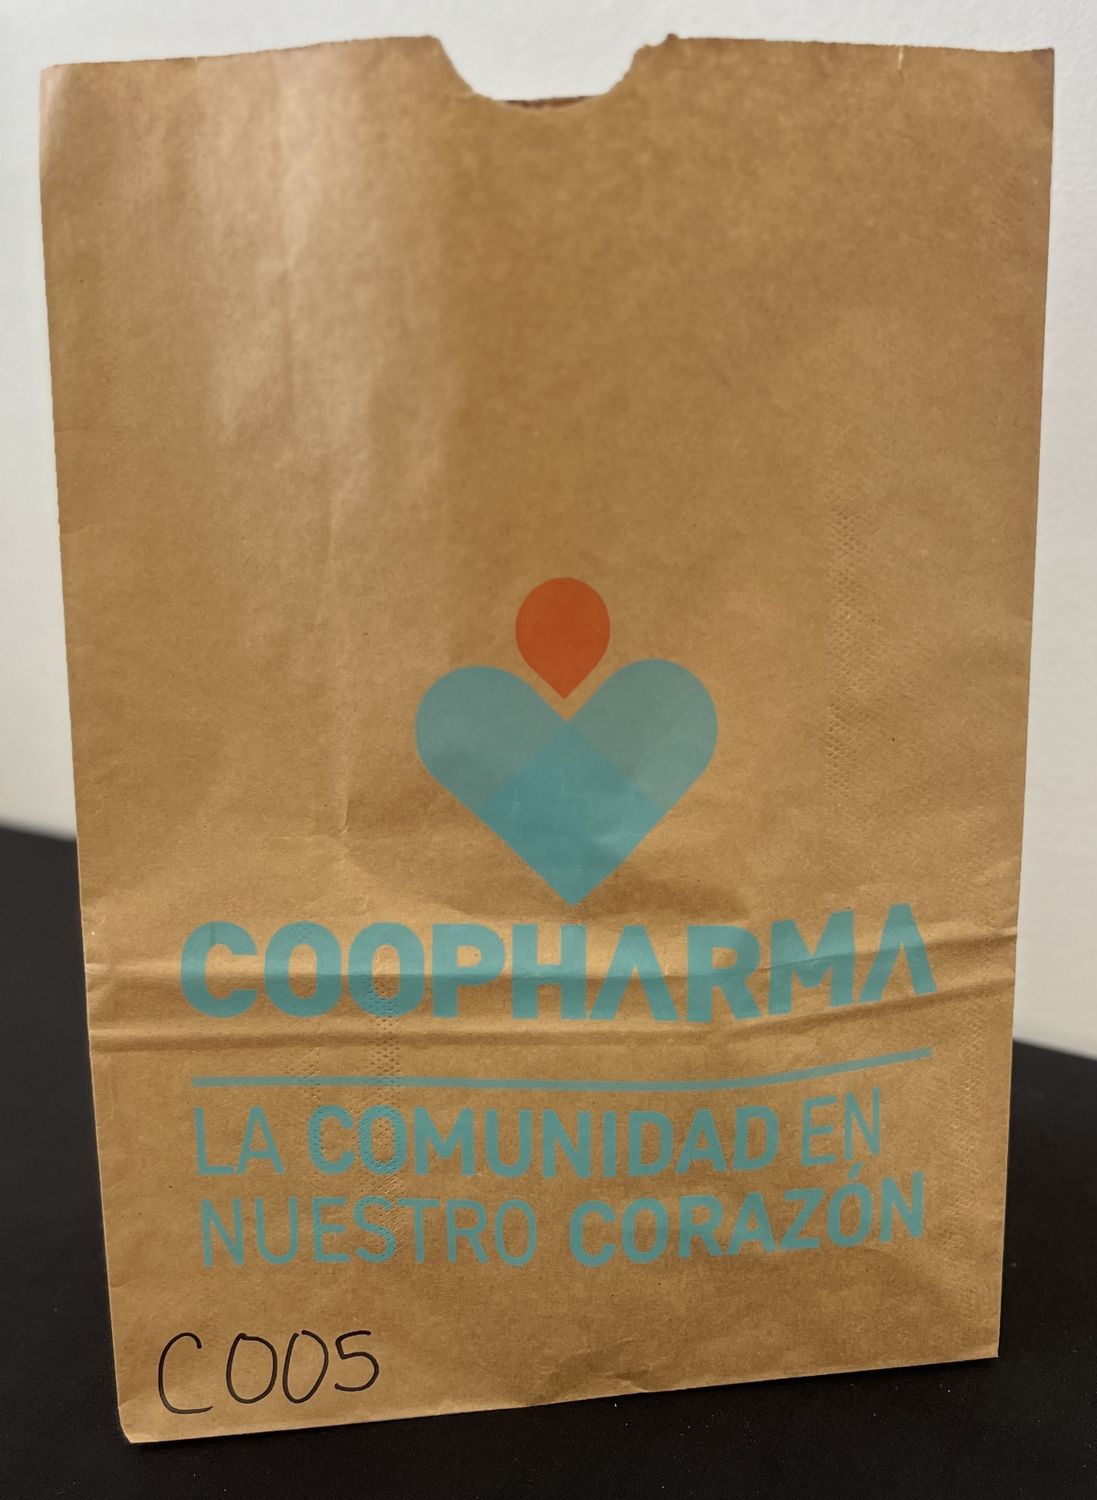 COOPHARMA
LA COMUNIDAD EN
NUESTRO CORAZÓN
C005